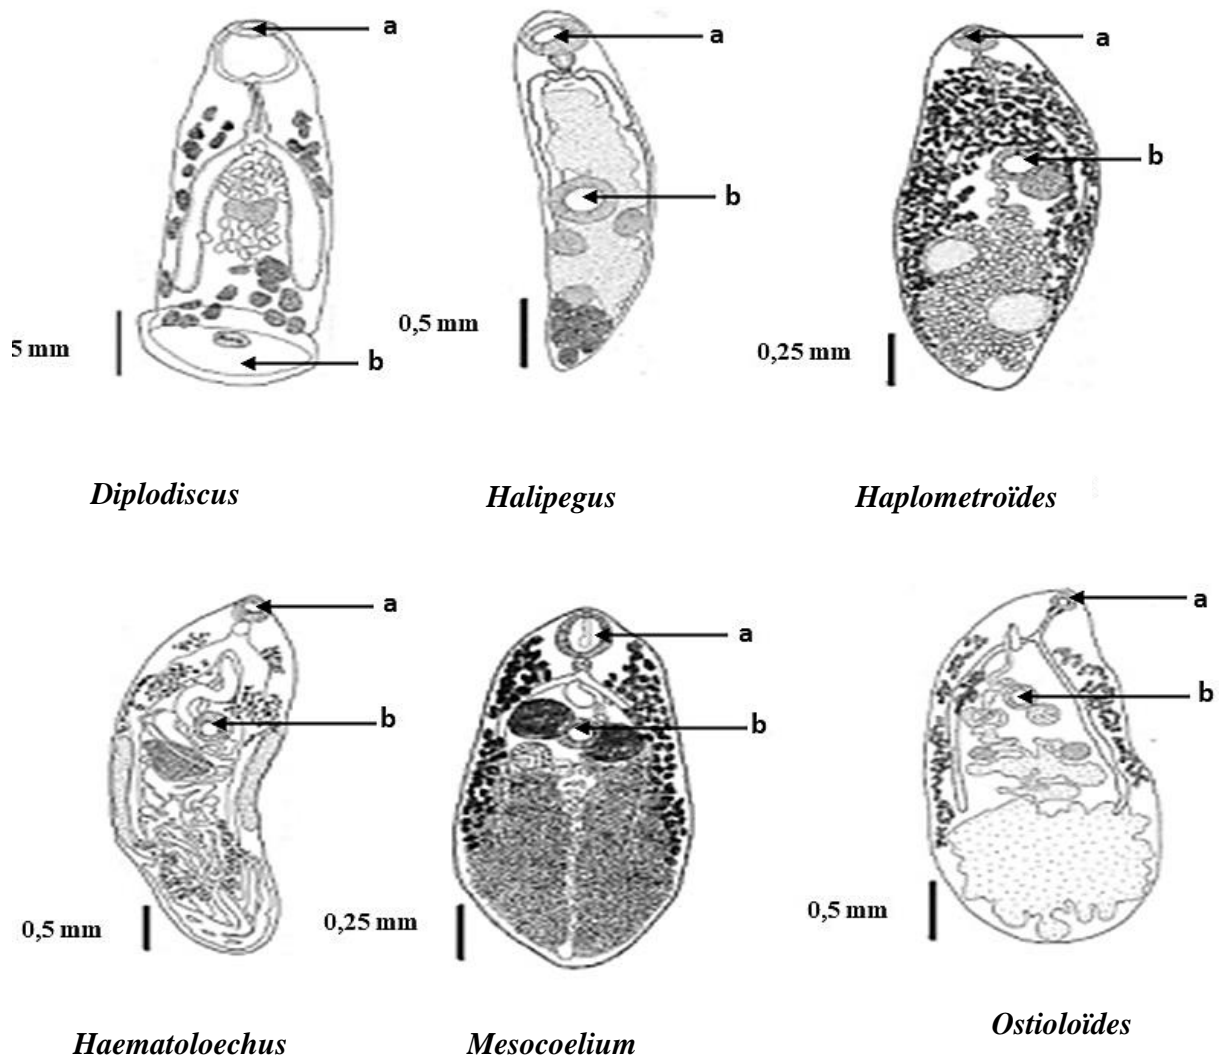 a
a
a
b
b
0,5 mm
0,25 mm
5 mm
b
Diplodiscus
Halipegus
Haplometroïdes
a
a
a
b
b
b
0,5 mm
0,25 mm
0,5 mm
Haematoloechus
Mesocoelium
Ostioloïdes